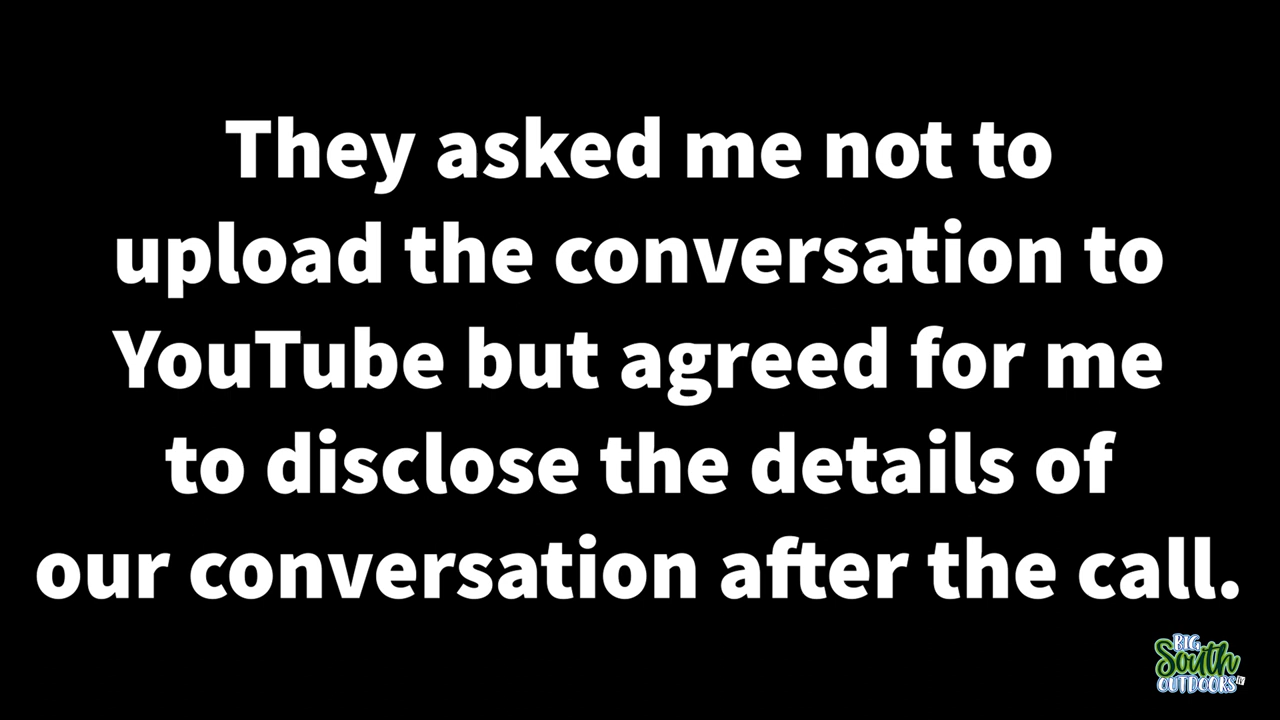 They asked me not to
upload the conversation to
YouTube but agreed for me
to disclose the details of
our conversation after the call.
BIG
South
OUTDOORS